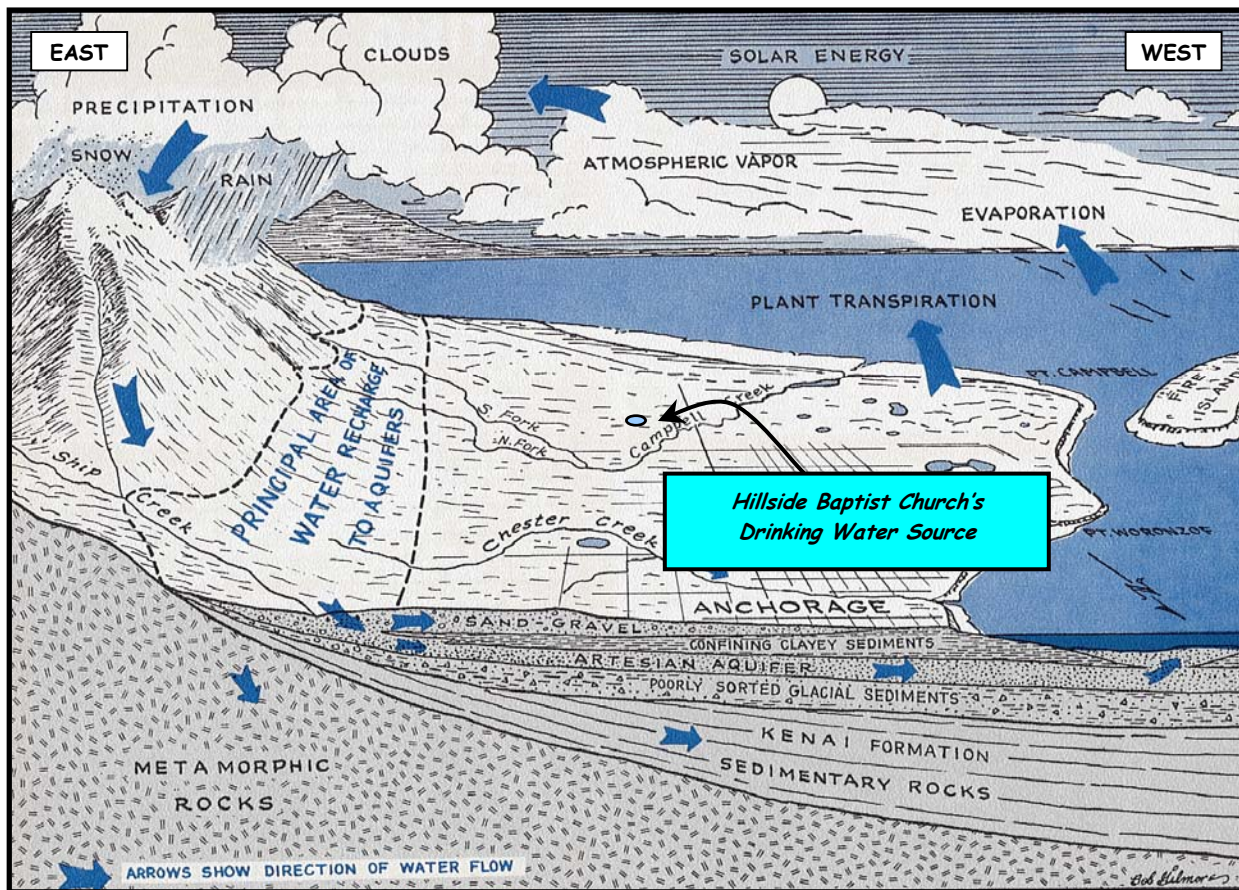 EAST
WEST
CLOUDS
SOLAR ENERGY
PRECIPITATION
SNOW
RAIN
ATMOSPHERIC VAPOR
EVAPORATION
PLANT TRANSPIRATION
PT. CAMPBELL
FIRE
ISLAND
PRINCIPAL AREA OF
WATER RECHARGE
TO AQUIFERS
S. Fork
N. Fork
Campbell Creek
Ship
Creek
Hillside Baptist Church's
Drinking Water Source
Chester Creek
PT. WORONZOF
ANCHORAGE
SAND-GRAVEL
CONFINING CLAYEY SEDIMENTS
ARTESIAN AQUIFER
POORLY SORTED GLACIAL SEDIMENTS
KENAI FORMATION
SEDIMENTARY ROCKS
METAMORPHIC
ROCKS
ARROWS SHOW DIRECTION OF WATER FLOW
Bob Gilmore